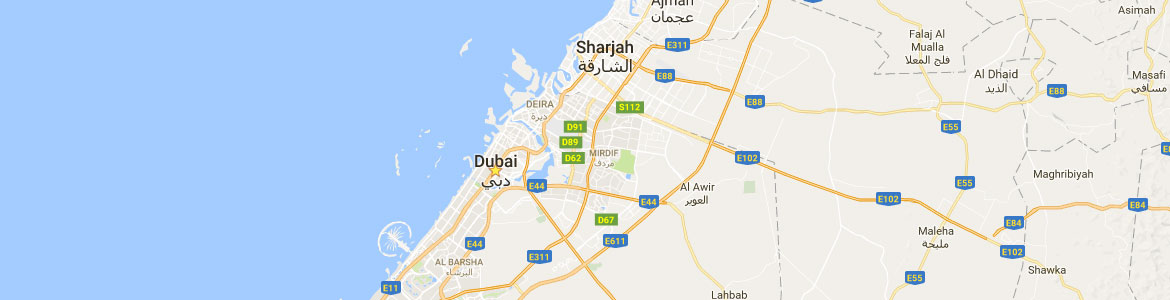 Ajman
عجمان
Asimah
E311
Falaj Al
Mualla
فلج المعلا
Sharjah
الشارقة
E88
Al Dhaid
الذيد
Masafi
مسافي
E88
E88
DEIRA
ديرة
S112
D91
E55
D89
D62
MIRDIF
مردف
E102
Dubai
دبي
E44
Al Awir
العوير
E44
E55
E102
Maghribiyah
E84
D67
E84
E44
E611
Maleha
مليحة
E311
E102
AL BARSHA
البرشاء
Shawka
E55
E11
Lahbab